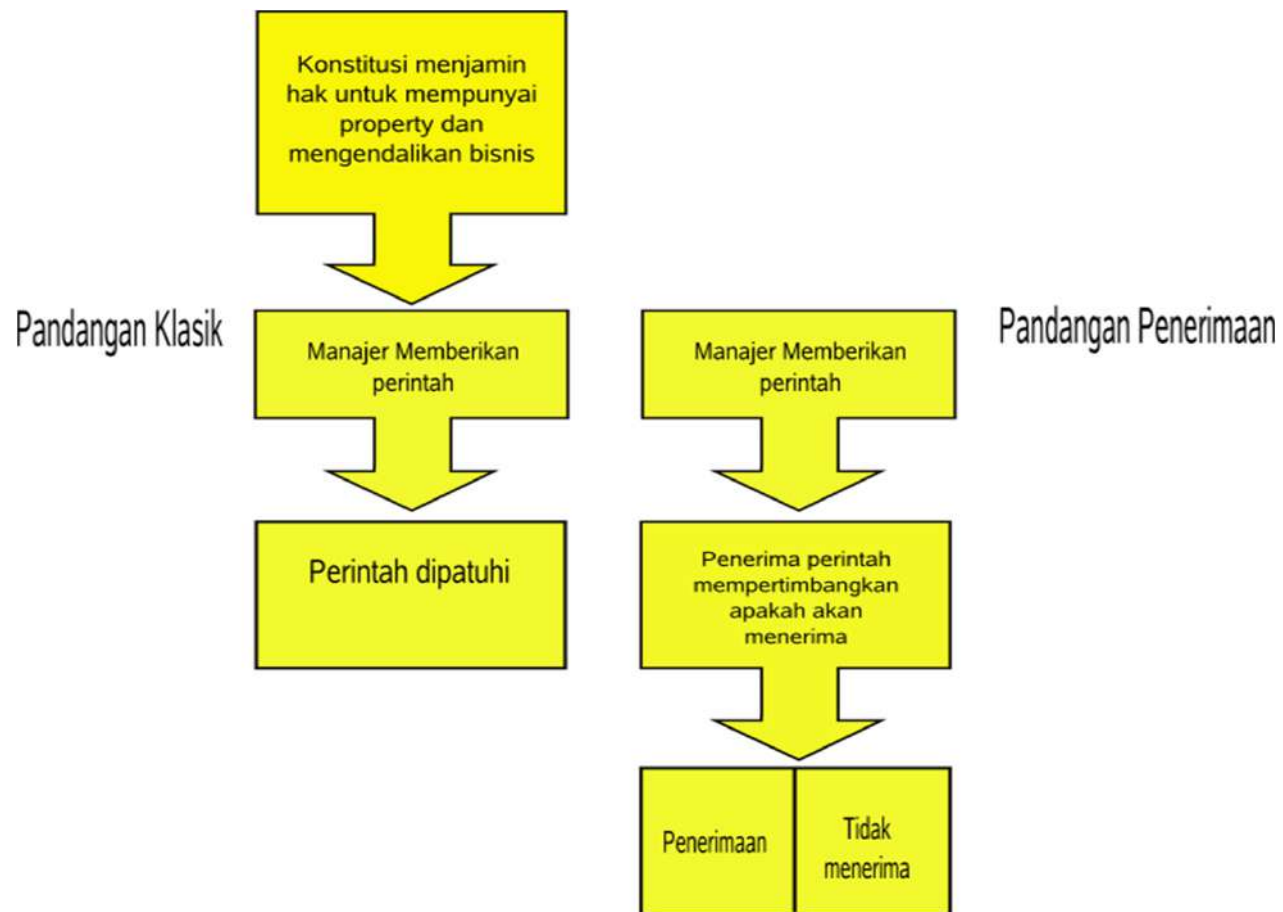 Konstitusi menjamin
hak untuk mempunyai
property dan
mengendalikan bisnis
Pandangan Klasik
Manajer Memberikan
perintah
Perintah dipatuhi
Pandangan Penerimaan
Manajer Memberikan
perintah
Penerima perintah
mempertimbangkan
apakah akan
menerima
Penerimaan
Tidak
menerima